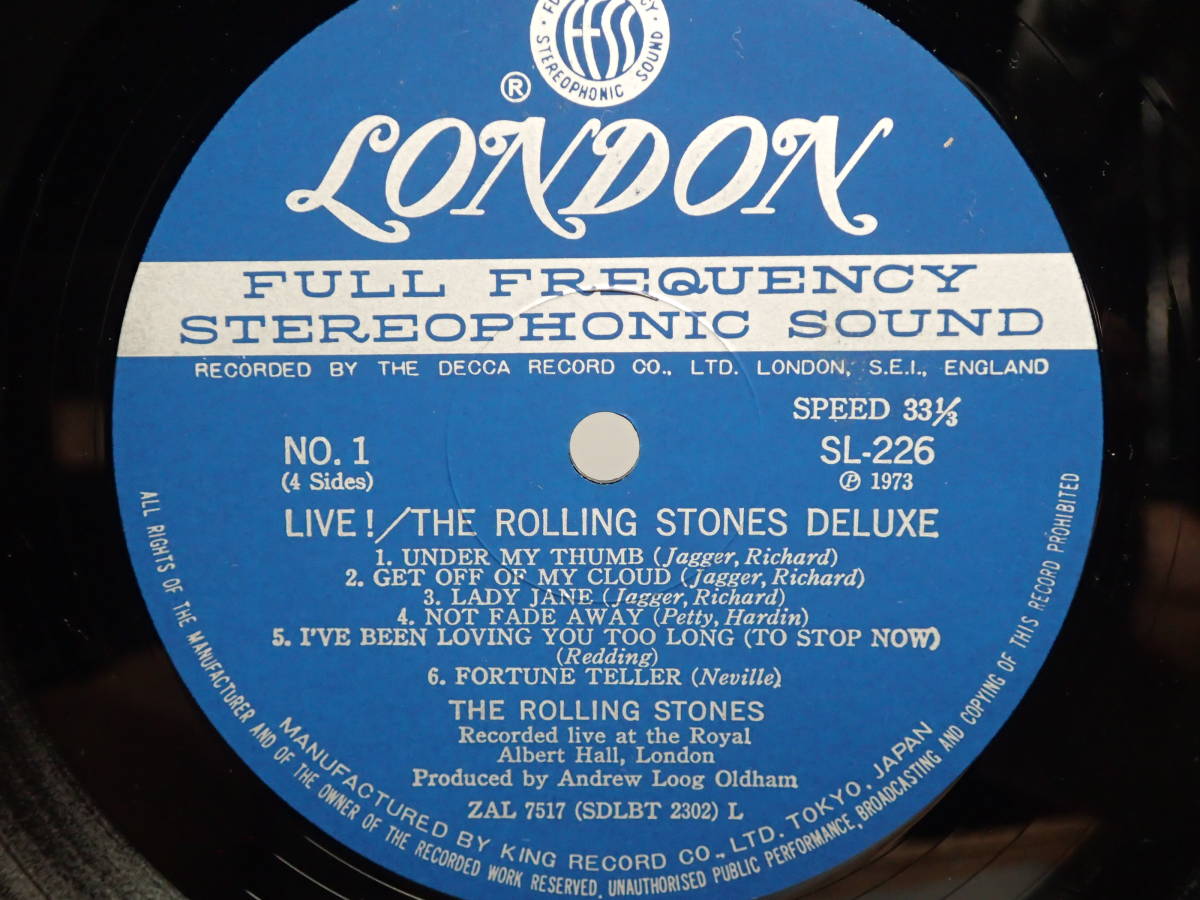 FREQUENCY
FFSS
STEREOPHONIC SOUND
®
LONDON
FULL FREQUENCY
STEREOPHONIC SOUND
RECORDED BY THE DECCA RECORD CO., LTD. LONDON, S.E.I., ENGLAND
SPEED 33⅓
NO. 1
SL-226
(4 Sides)
℗ 1973
LIVE!/THE ROLLING STONES DELUXE
1. UNDER MY THUMB (Jagger, Richard)
2. GET OFF OF MY CLOUD (Jagger, Richard)
3. LADY JANE (Jagger, Richard)
4. NOT FADE AWAY (Petty, Hardin)
5. I'VE BEEN LOVING YOU TOO LONG (TO STOP NOW)
(Redding)
6. FORTUNE TELLER (Neville)
THE ROLLING STONES
Recorded live at the Royal
Albert Hall, London
Produced by Andrew Loog Oldham
ZAL 7517 (SDLBT 2302) L
MANUFACTURED BY KING RECORD CO., LTD. TOKYO, JAPAN
ALL RIGHTS OF THE MANUFACTURER AND OF THE OWNER OF THE RECORDED WORK RESERVED. UNAUTHORISED PUBLIC PERFORMANCE, BROADCASTING AND COPYING OF THIS RECORD PROHIBITED